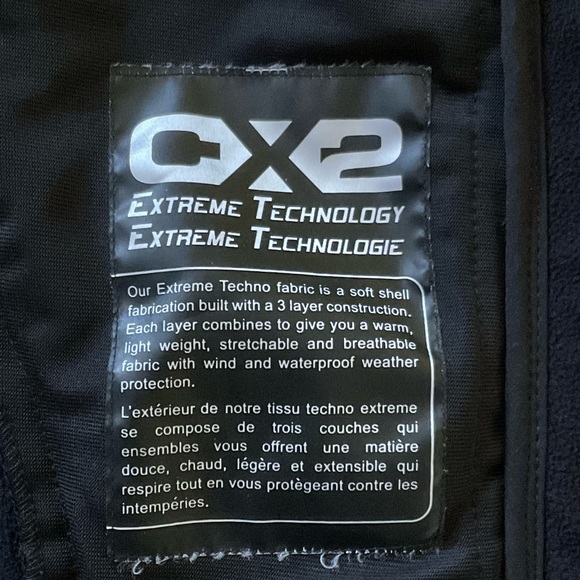 CX2
EXTREME TECHNOLOGY
EXTREME TECHNOLOGIE
Our Extreme Techno fabric is a soft shell
fabrication built with a 3 layer construction.
Each layer combines to give you a warm,
light weight, stretchable and breathable
fabric with wind and waterproof weather
protection.
L'extérieur de notre tissu techno extreme
se compose de trois couches qui
ensembles vous offrent une matière
douce, chaud, légère et extensible qui
respire tout en vous protégeant contre les
intempéries.